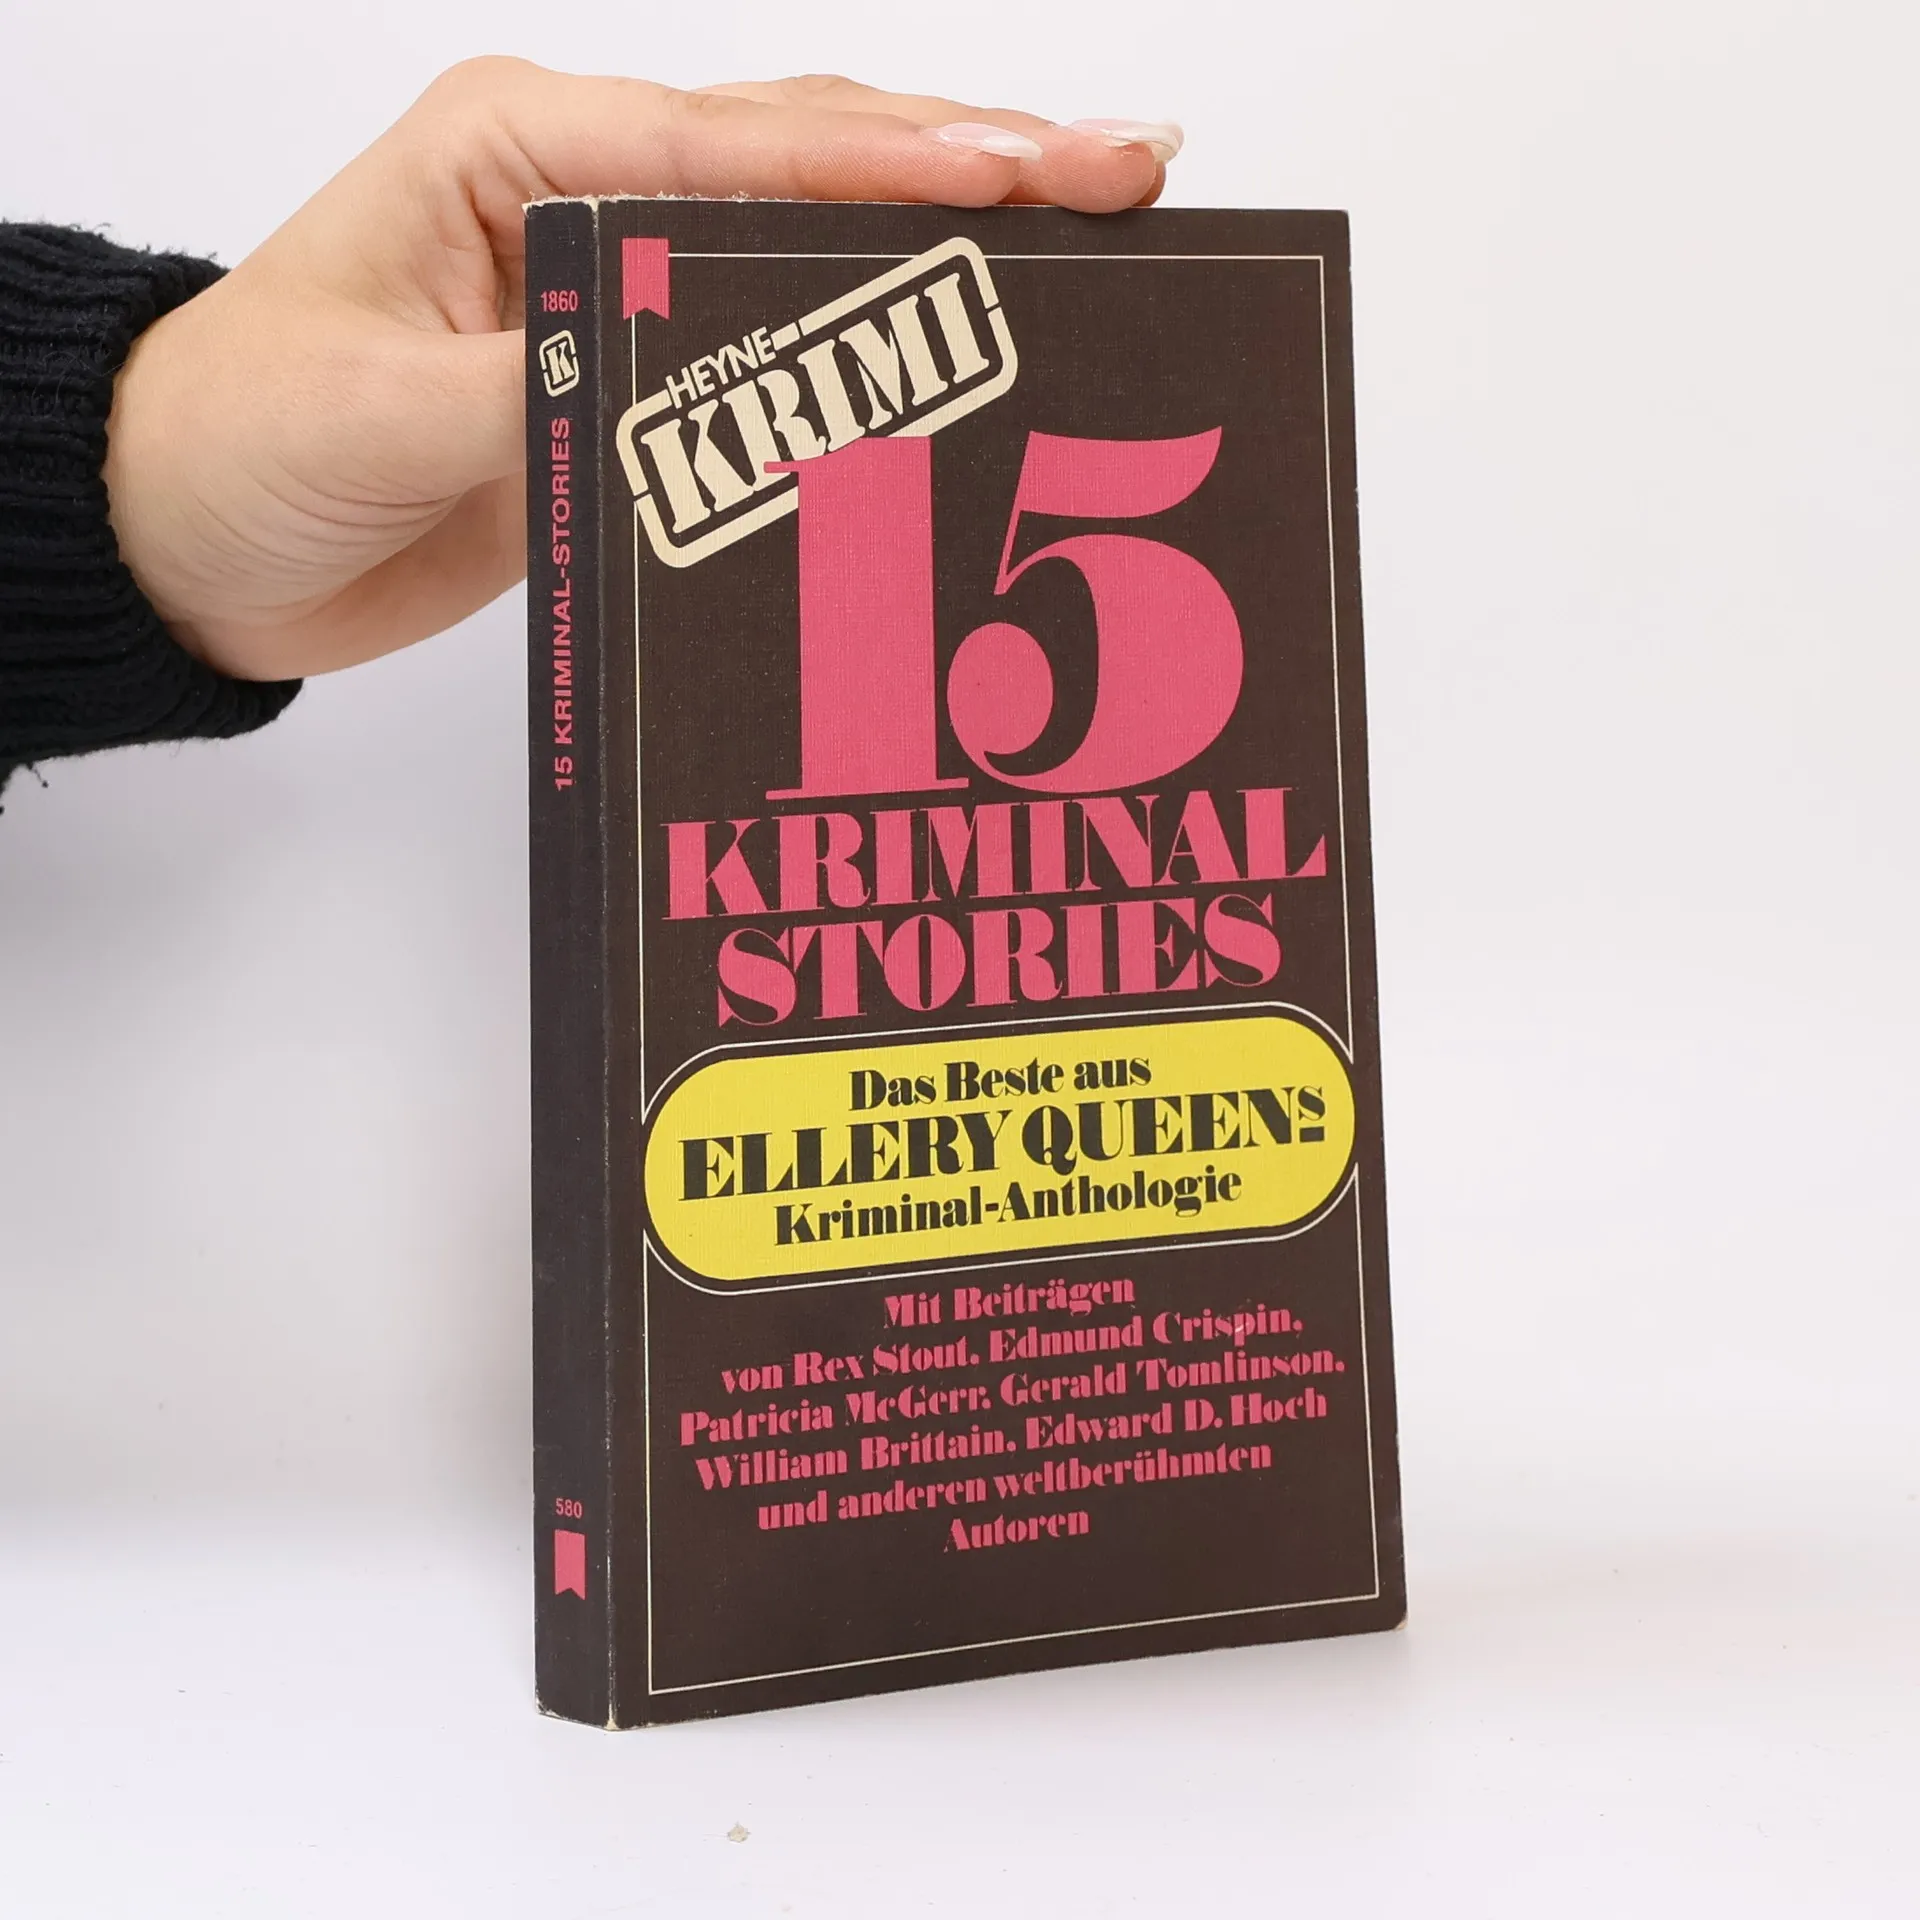 1860
K
15 KRIMINAL-STORIES
580
HEYNE
KRIMI
15
KRIMINAL
STORIES
Das Beste aus
ELLERY QUEENs
Kriminal-Anthologie
Mit Beiträgen
von Rex Stout, Edmund Crispin,
Patricia McGerr, Gerald Tomlinson,
William Brittain, Edward D. Hoch
und anderen weltberühmten
Autoren